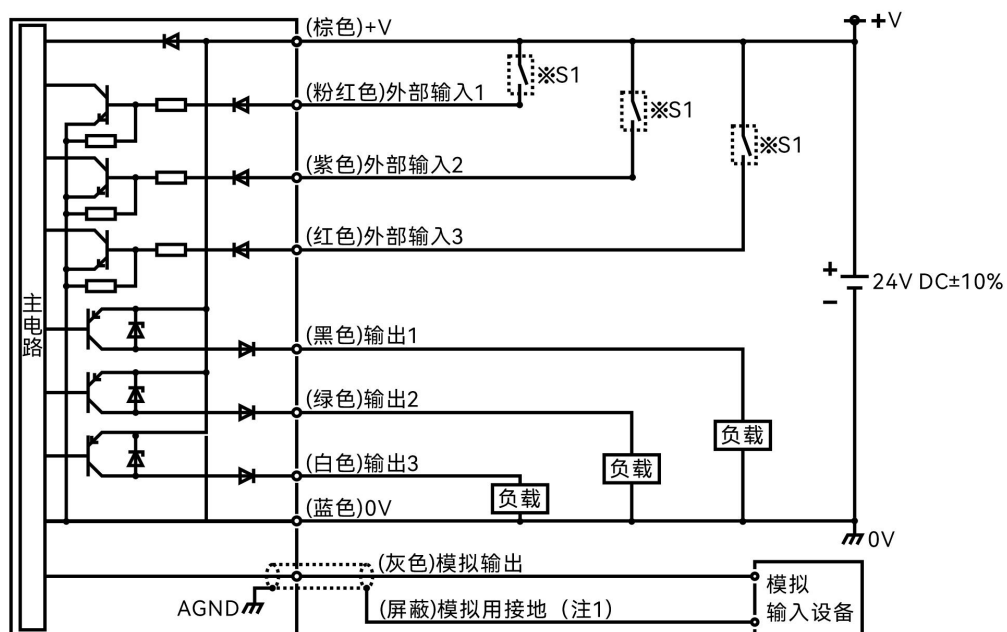 (棕色)+V
+V
※S1
(粉红色)外部输入1
※S1
※S1
(紫色)外部输入2
(红色)外部输入3
+
24V DC±10%
−
主电路
(黑色)输出1
(绿色)输出2
负载
(白色)输出3
负载
负载
(蓝色)0V
0V
(灰色)模拟输出
模拟
输入设备
AGND
(屏蔽)模拟用接地（注1）